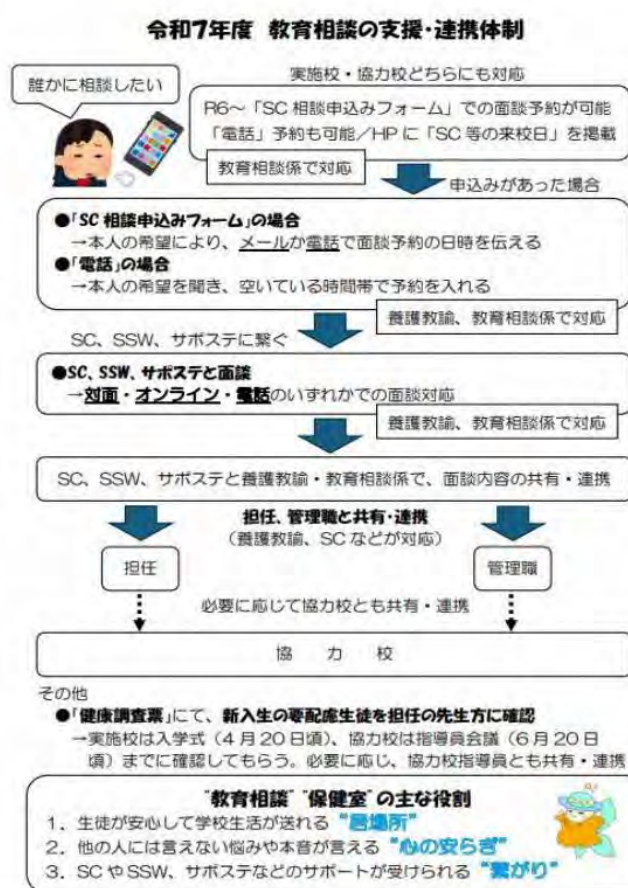 令和7年度 教育相談の支援・連携体制
誰かに相談したい
実施校・協力校どちらにも対応
R6～「SC 相談申込みフォーム」での面談予約が可能
「電話」予約も可能／HP に「SC 等の来校日」を掲載
教育相談係で対応
申込みがあった場合
●「SC 相談申込みフォーム」の場合
→本人の希望により、メールか電話で面談予約の日時を伝える
●「電話」の場合
→本人の希望を聞き、空いている時間帯で予約を入れる
養護教諭、教育相談係で対応
SC、SSW、サポステに繋ぐ
●SC、SSW、サポステと面談
→対面・オンライン・電話のいずれかでの面談対応
養護教諭、教育相談係で対応
SC、SSW、サポステと養護教諭・教育相談係で、面談内容の共有・連携
担任、管理職と共有・連携
（養護教諭、SC などが対応）
担任
管理職
必要に応じて協力校とも共有・連携
協 力 校
その他
●「健康調査票」にて、新入生の要配慮生徒を担任の先生方に確認
→実施校は入学式（4 月 20 日頃）、協力校は指導員会議（6 月 20 日
頃）までに確認してもらう。必要に応じ、協力校指導員とも共有・連携
"教育相談" "保健室" の主な役割
1．生徒が安心して学校生活が送れる "居場所"
2．他の人には言えない悩みや本音が言える "心の安らぎ"
3．SC や SSW、サポステなどのサポートが受けられる "繋がり"